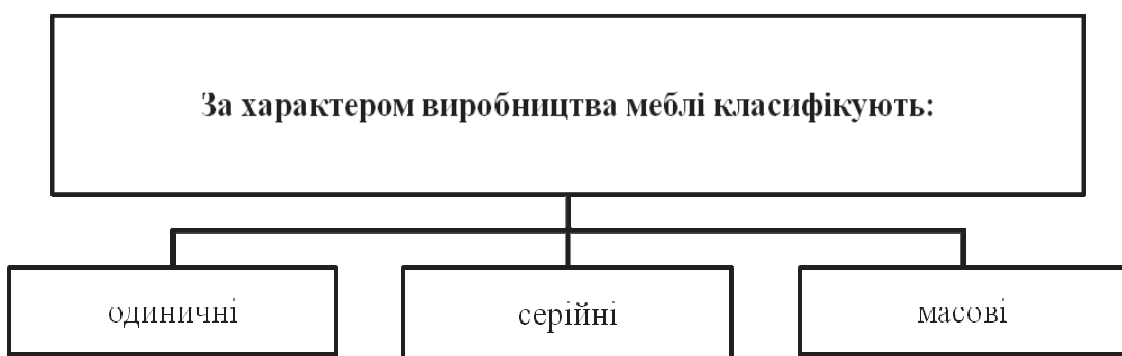 За характером виробництва меблі класифікують:
одиничні
серійні
масові